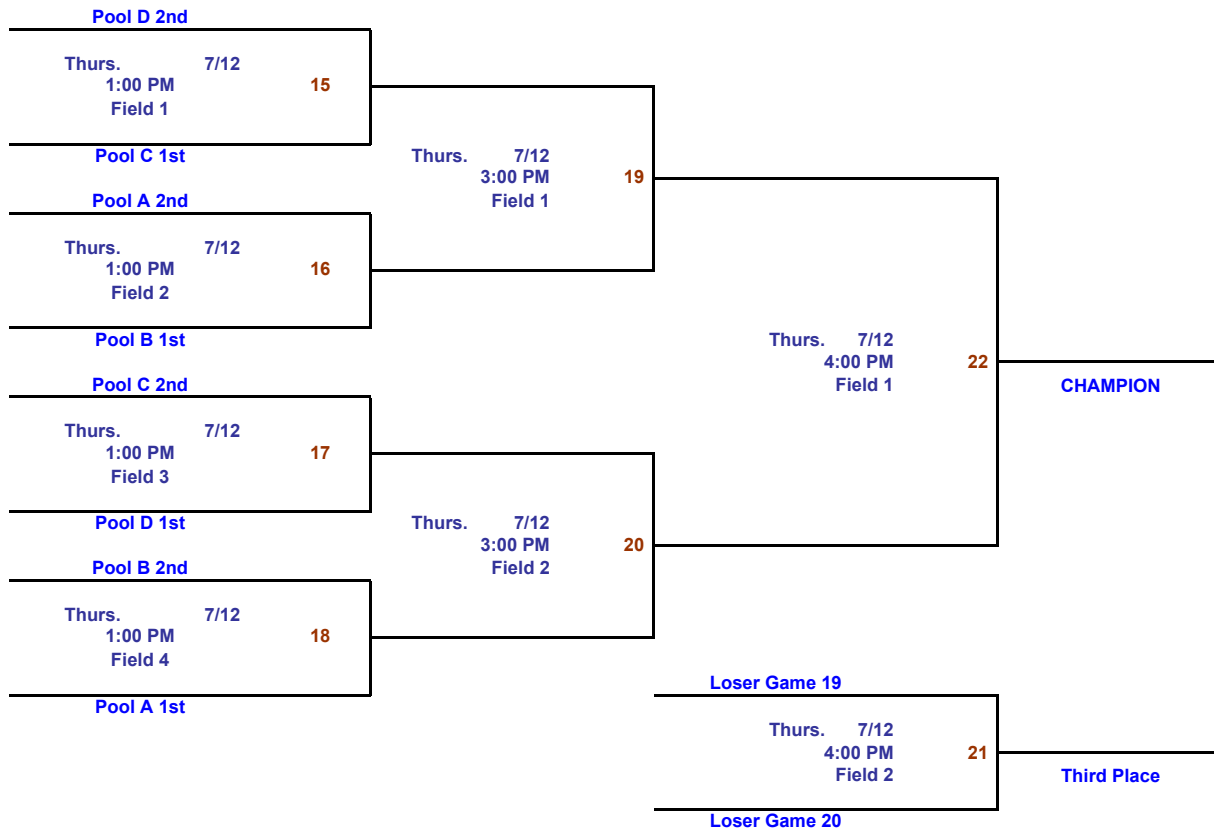 Pool D 2nd
Thurs. 7/12
1:00 PM 15
Field 1
Pool C 1st
Pool A 2nd
Thurs. 7/12
1:00 PM 16
Field 2
Pool B 1st
Pool C 2nd
Thurs. 7/12
1:00 PM 17
Field 3
Pool D 1st
Pool B 2nd
Thurs. 7/12
1:00 PM 18
Field 4
Pool A 1st
Thurs. 7/12
3:00 PM 19
Field 1
Thurs. 7/12
3:00 PM 20
Field 2
Thurs. 7/12
4:00 PM 22
Field 1
CHAMPION
Loser Game 19
Thurs. 7/12
4:00 PM 21
Field 2
Third Place
Loser Game 20